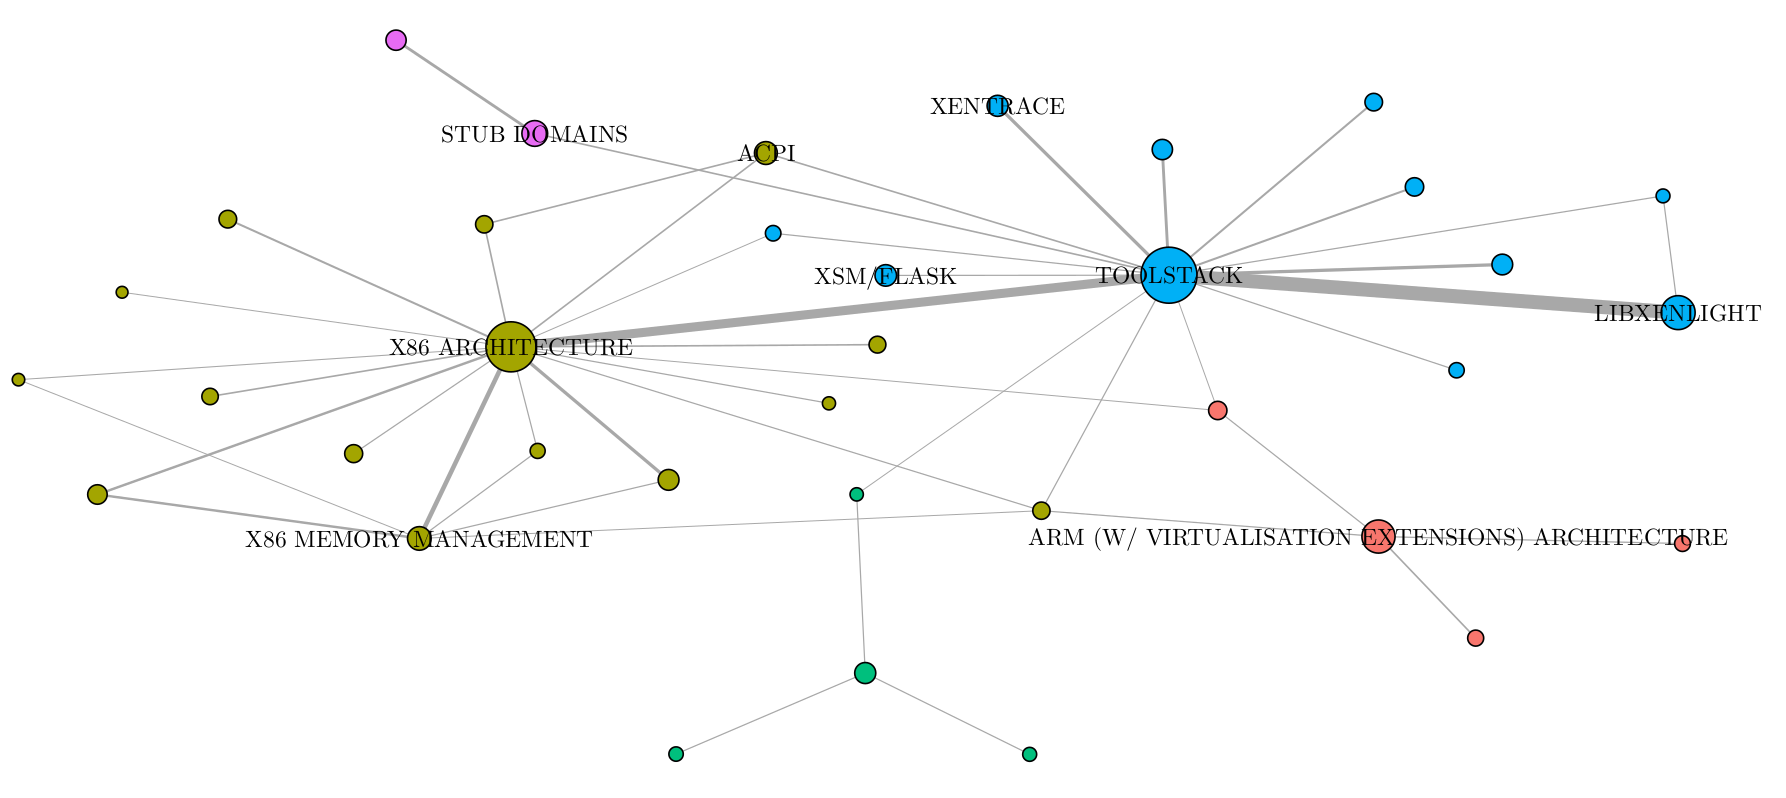 XENTRACE
STUB DOMAINS
ACPI
XSM/FLASK
TOOLSTACK
LIBXENLIGHT
X86 ARCHITECTURE
X86 MEMORY MANAGEMENT
ARM (W/ VIRTUALISATION EXTENSIONS) ARCHITECTURE